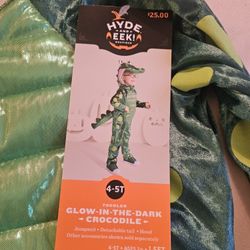 $25.00
HYDE
AND
EEK!
BOUTIQUE
4-5T
TODDLER
GLOW-IN-THE-DARK
- CROCODILE -
Jumpsuit • Detachable tail • Hood
Other accessories shown sold separately